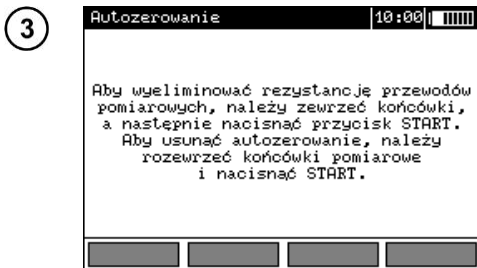 3
Autozerowanie 10:00
Aby wyeliminować rezystancję przewodów
pomiarowych, należy zewrzeć końcówki,
a następnie nacisnąć przycisk START.
Aby usunąć autozerowanie, należy
rozewrzeć końcówki pomiarowe
i nacisnąć START.